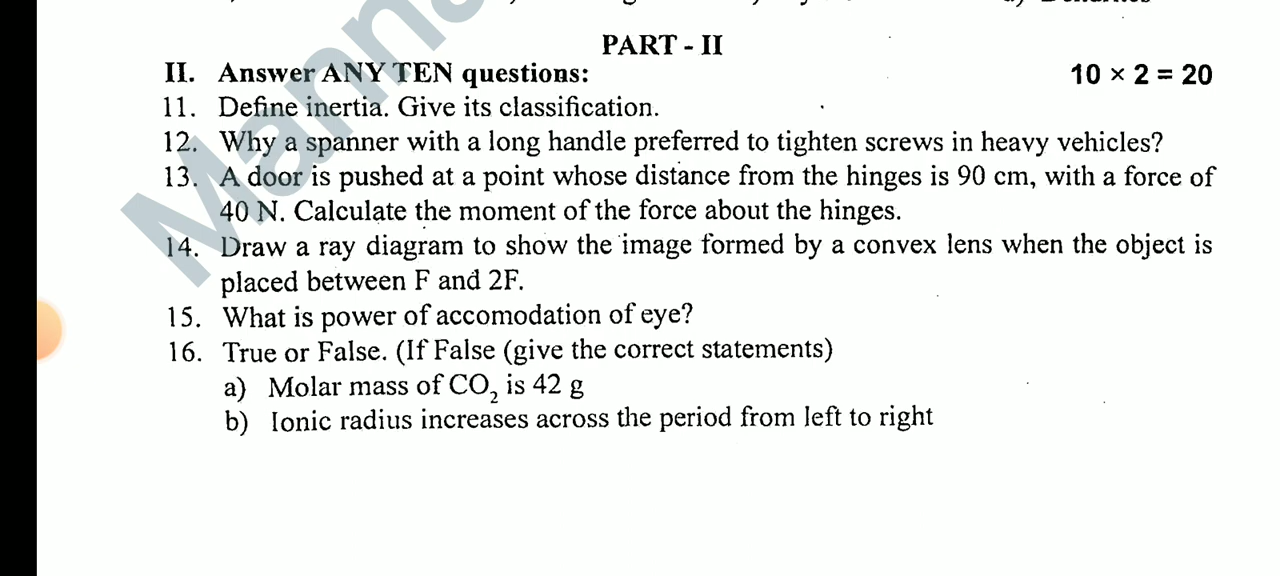 PART - II
II. Answer ANY TEN questions: 10 × 2 = 20
11. Define inertia. Give its classification.
12. Why a spanner with a long handle preferred to tighten screws in heavy vehicles?
13. A door is pushed at a point whose distance from the hinges is 90 cm, with a force of
40 N. Calculate the moment of the force about the hinges.
14. Draw a ray diagram to show the image formed by a convex lens when the object is
placed between F and 2F.
15. What is power of accomodation of eye?
16. True or False. (If False (give the correct statements)
a) Molar mass of CO₂ is 42 g
b) Ionic radius increases across the period from left to right